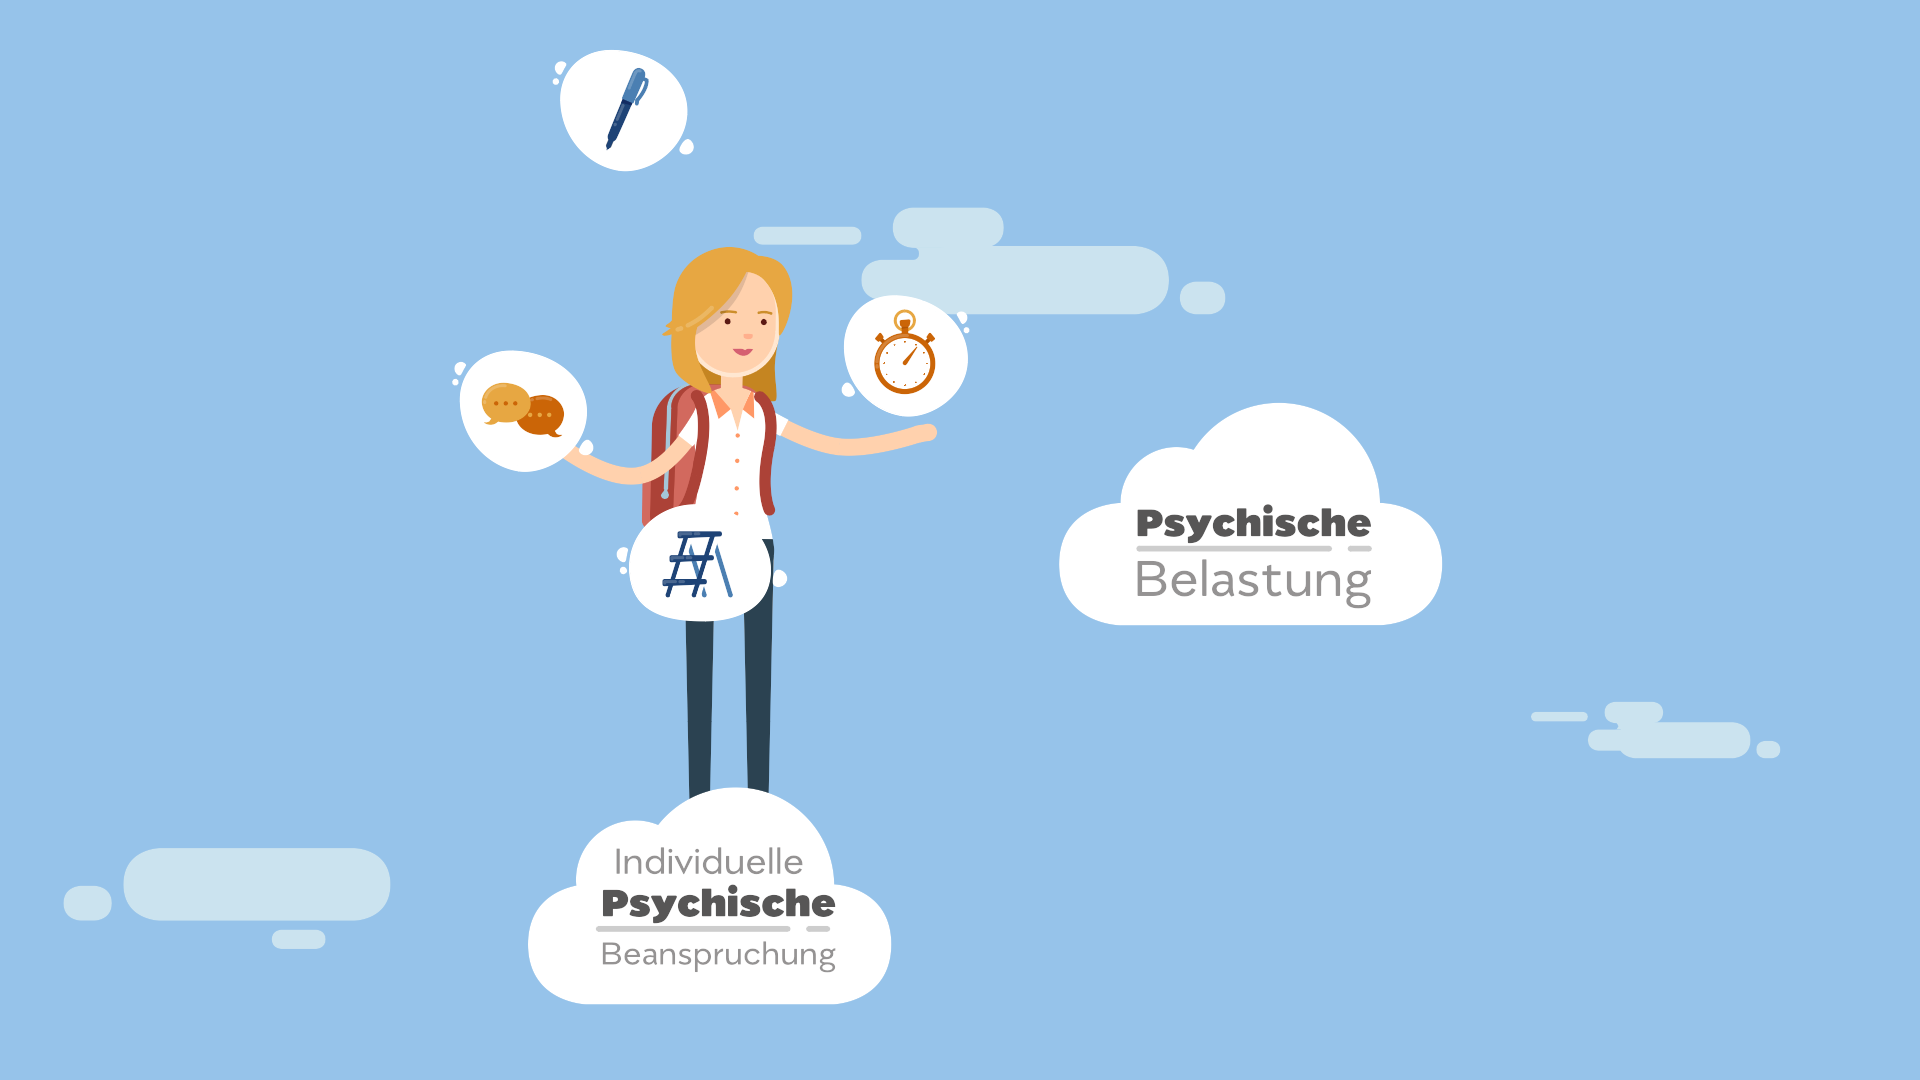 Psychische
Belastung
Individuelle
Psychische
Beanspruchung